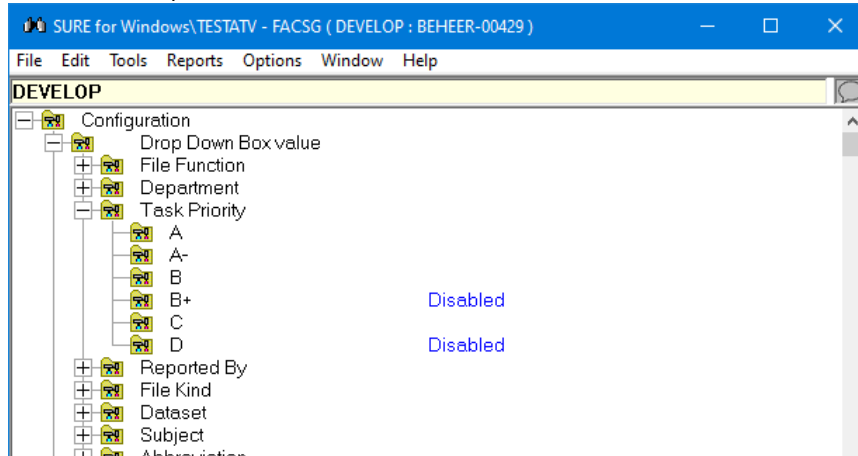 SURE for Windows\TESTATV - FACSG ( DEVELOP : BEHEER-00429 )
File Edit Tools Reports Options Window Help
DEVELOP
Configuration
Drop Down Box value
File Function
Department
Task Priority
A
A-
B
B+ Disabled
C
D Disabled
Reported By
File Kind
Dataset
Subject
Abbreviation